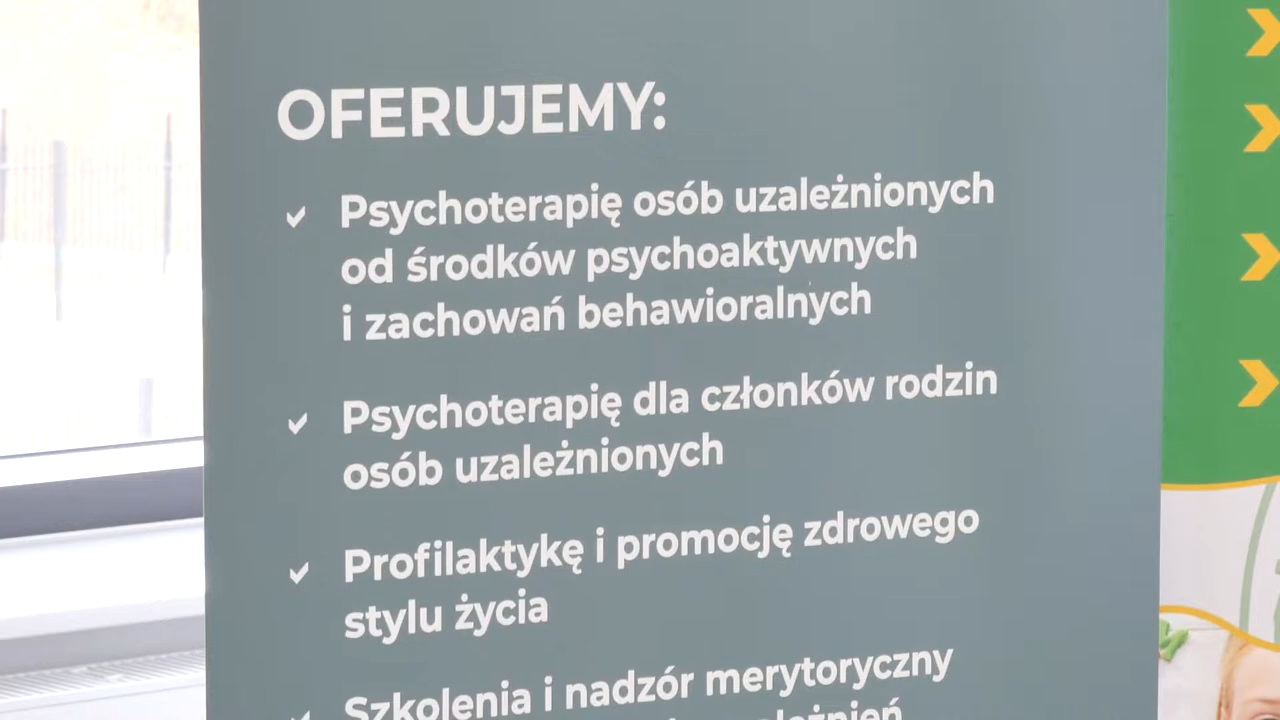 OFERUJEMY:
Psychoterapię osób uzależnionych
od środków psychoaktywnych
i zachowań behawioralnych
Psychoterapię dla członków rodzin
osób uzależnionych
Profilaktykę i promocję zdrowego
stylu życia
Szkolenia i nadzór merytoryczny